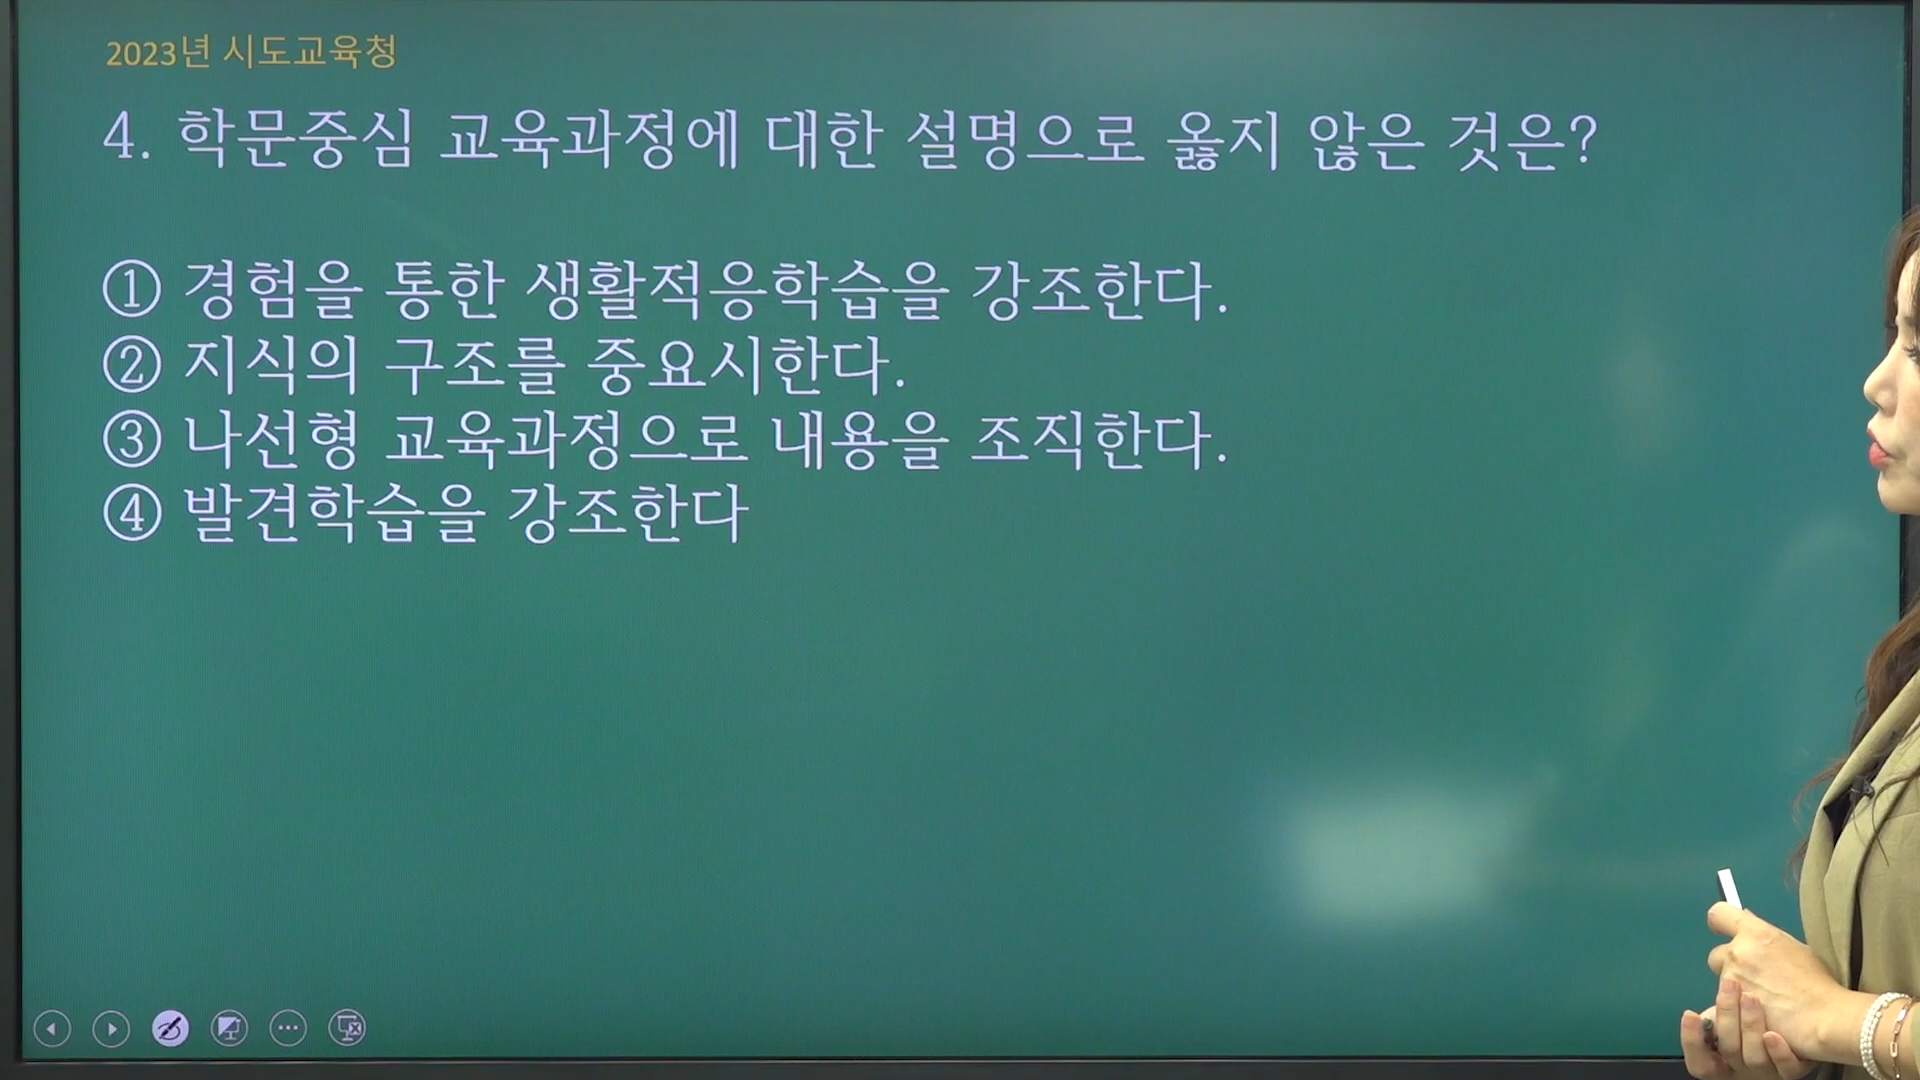 2023년 시도교육청
4. 학문중심 교육과정에 대한 설명으로 옳지 않은 것은?
① 경험을 통한 생활적응학습을 강조한다.
② 지식의 구조를 중요시한다.
③ 나선형 교육과정으로 내용을 조직한다.
④ 발견학습을 강조한다